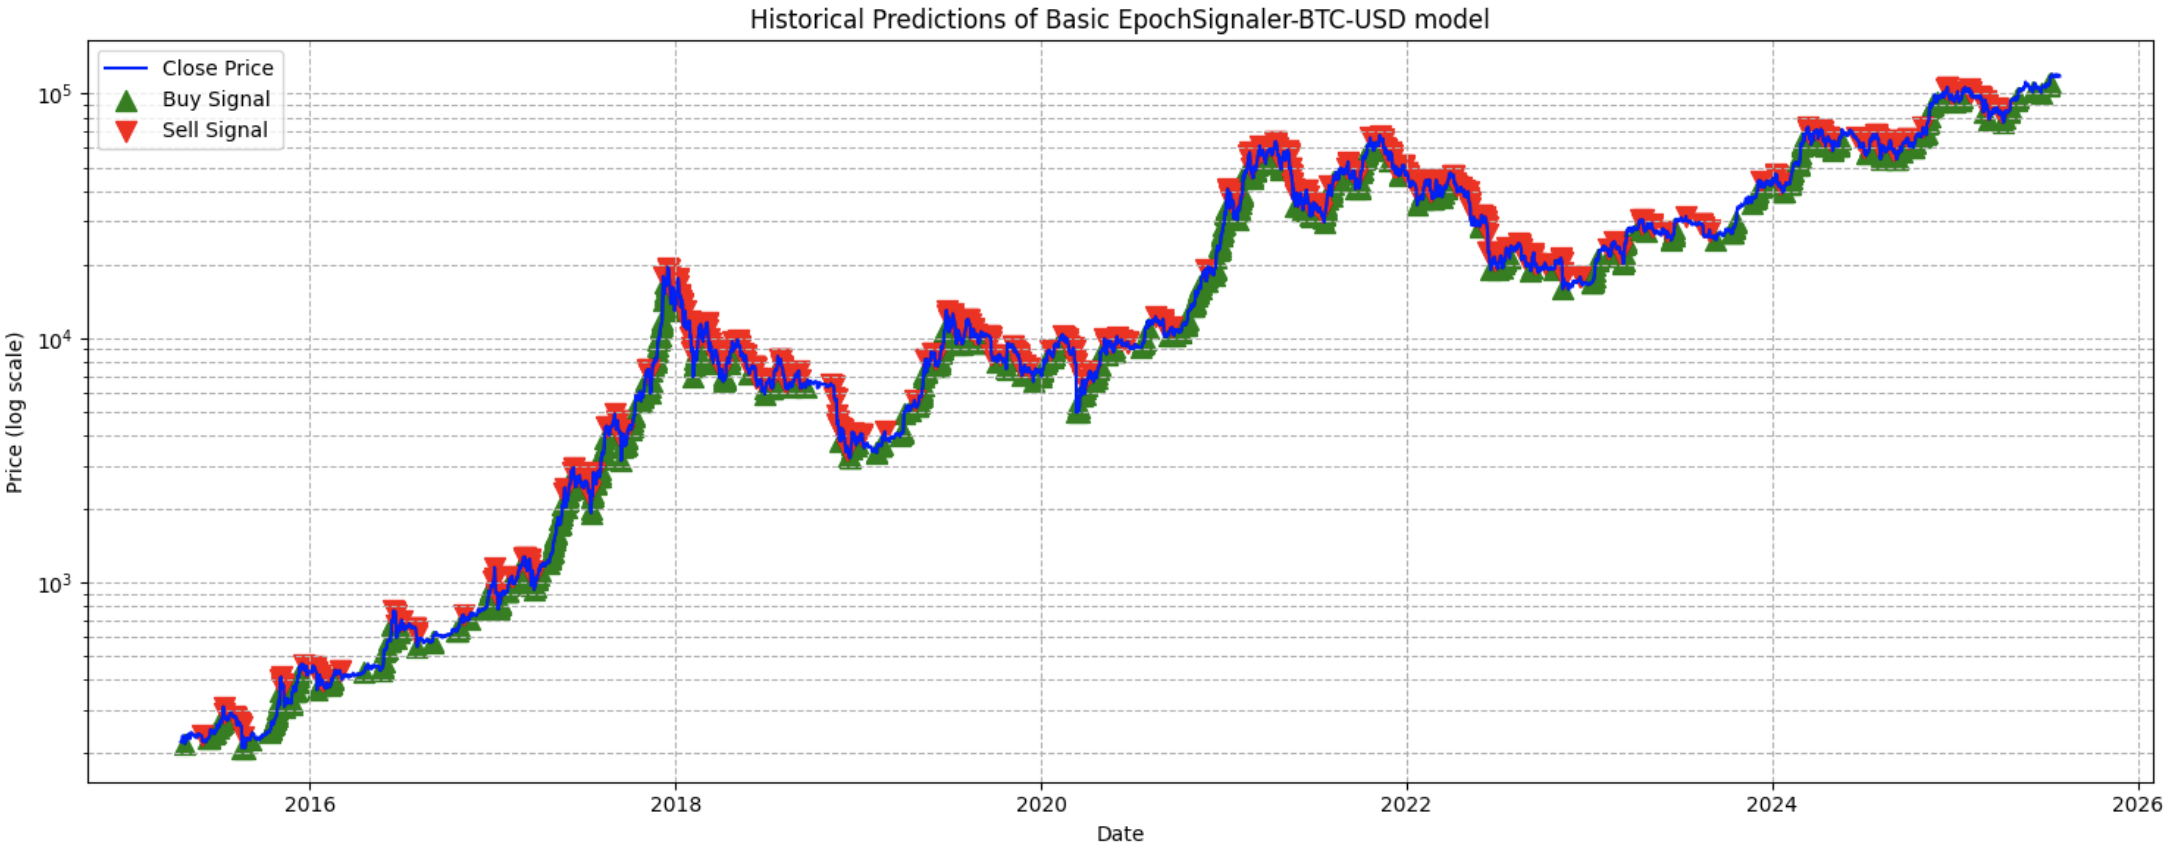 Historical Predictions of Basic EpochSignaler-BTC-USD model
Close Price
Buy Signal
Sell Signal
Price (log scale)
10⁵
10⁴
10³
2016 2018 2020 2022 2024 2026
Date